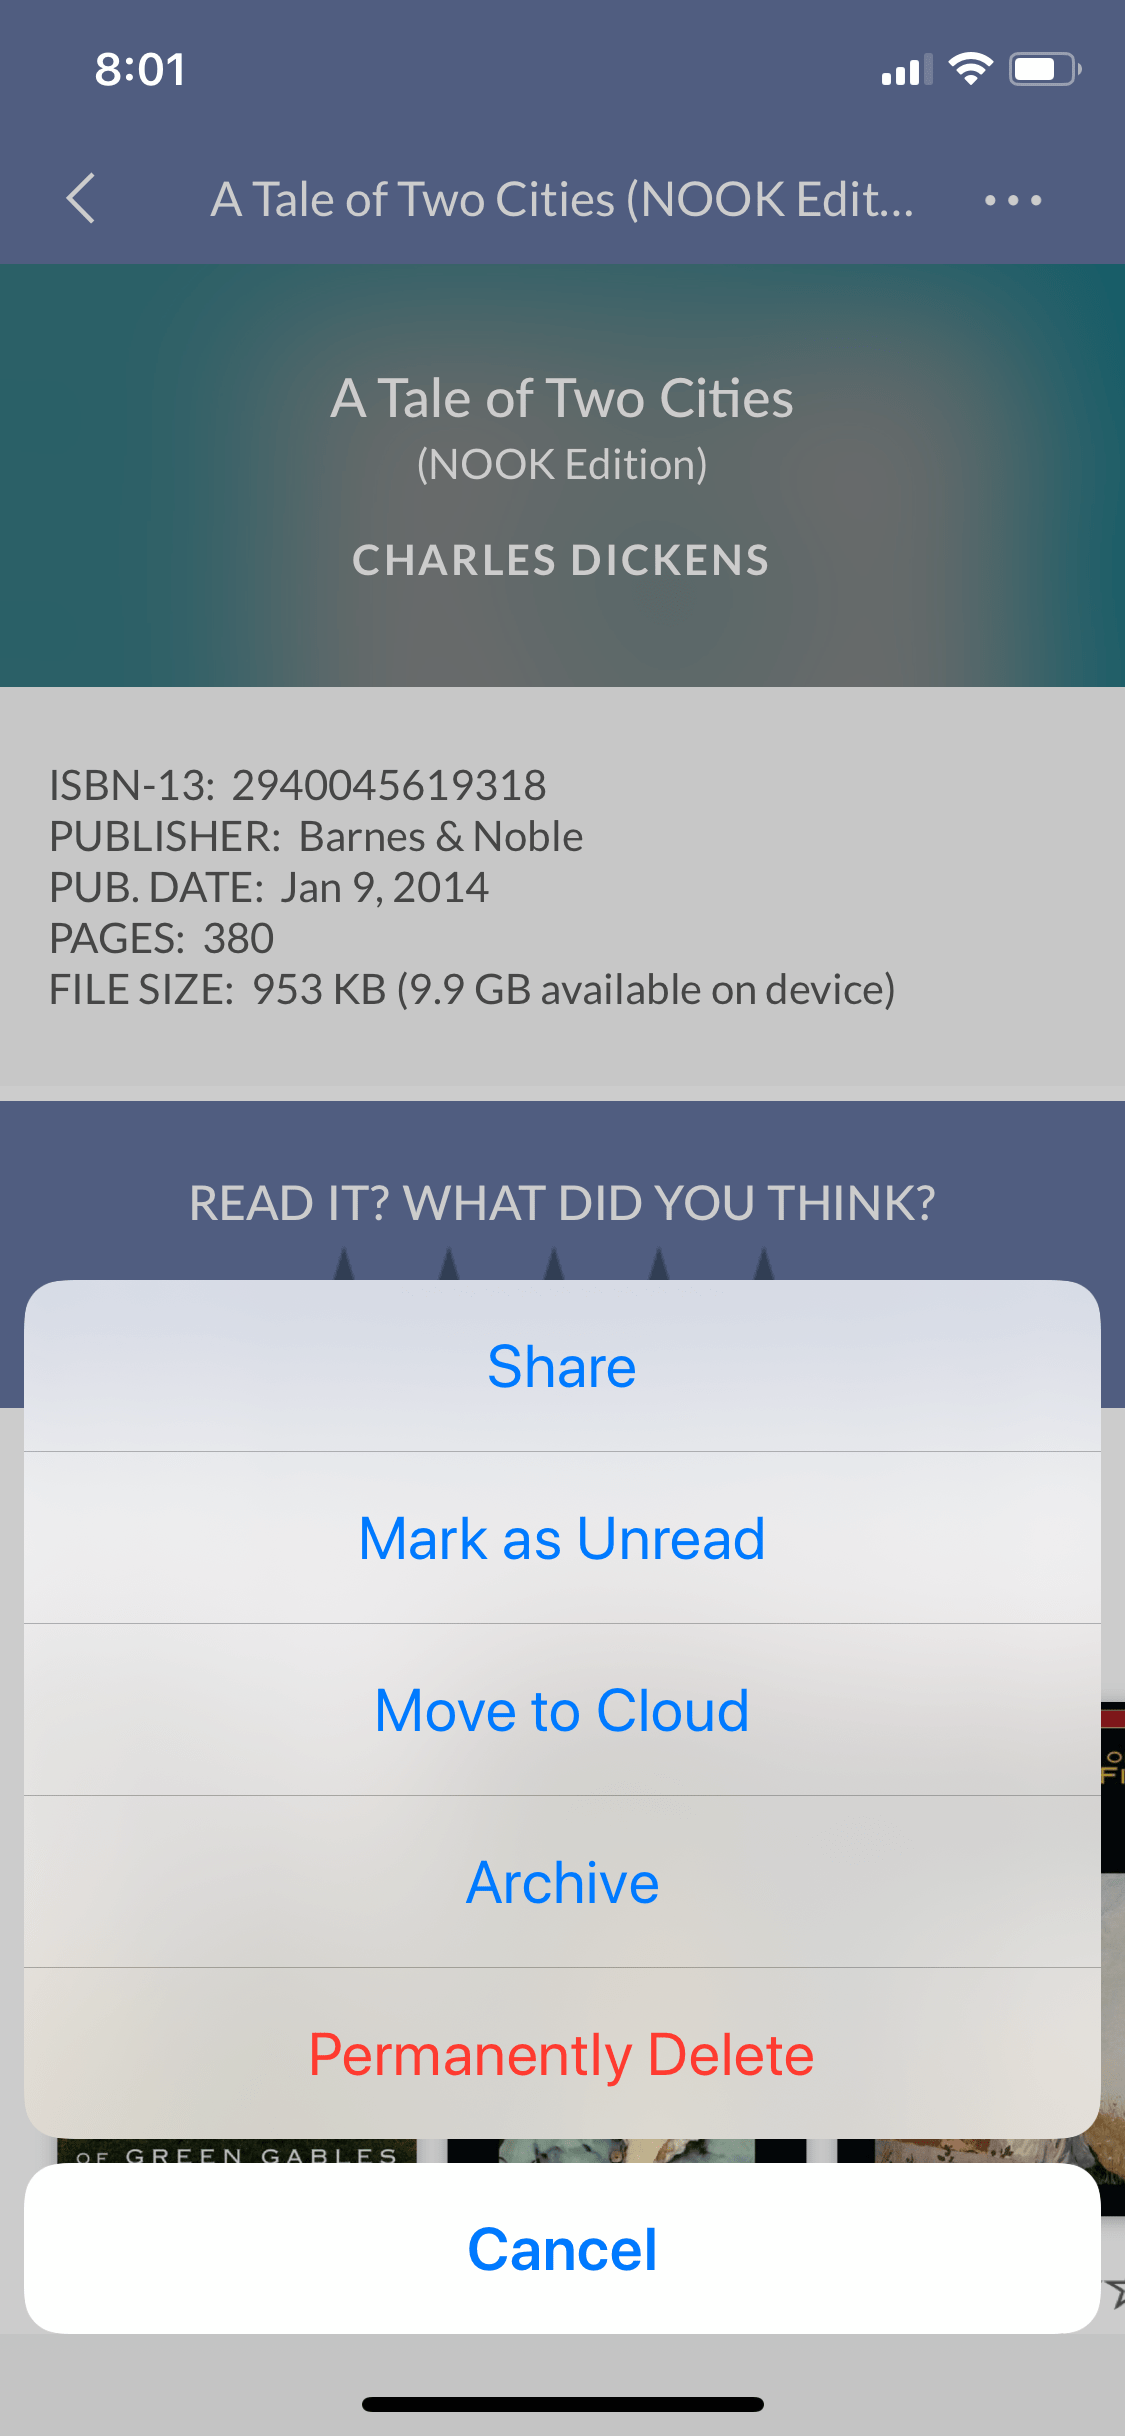 8:01
A Tale of Two Cities (NOOK Edit...
A Tale of Two Cities
(NOOK Edition)
CHARLES DICKENS
ISBN-13: 2940045619318
PUBLISHER: Barnes & Noble
PUB. DATE: Jan 9, 2014
PAGES: 380
FILE SIZE: 953 KB (9.9 GB available on device)
READ IT? WHAT DID YOU THINK?
Share
Mark as Unread
Move to Cloud
Archive
Permanently Delete
OF GREEN GABLES
Cancel